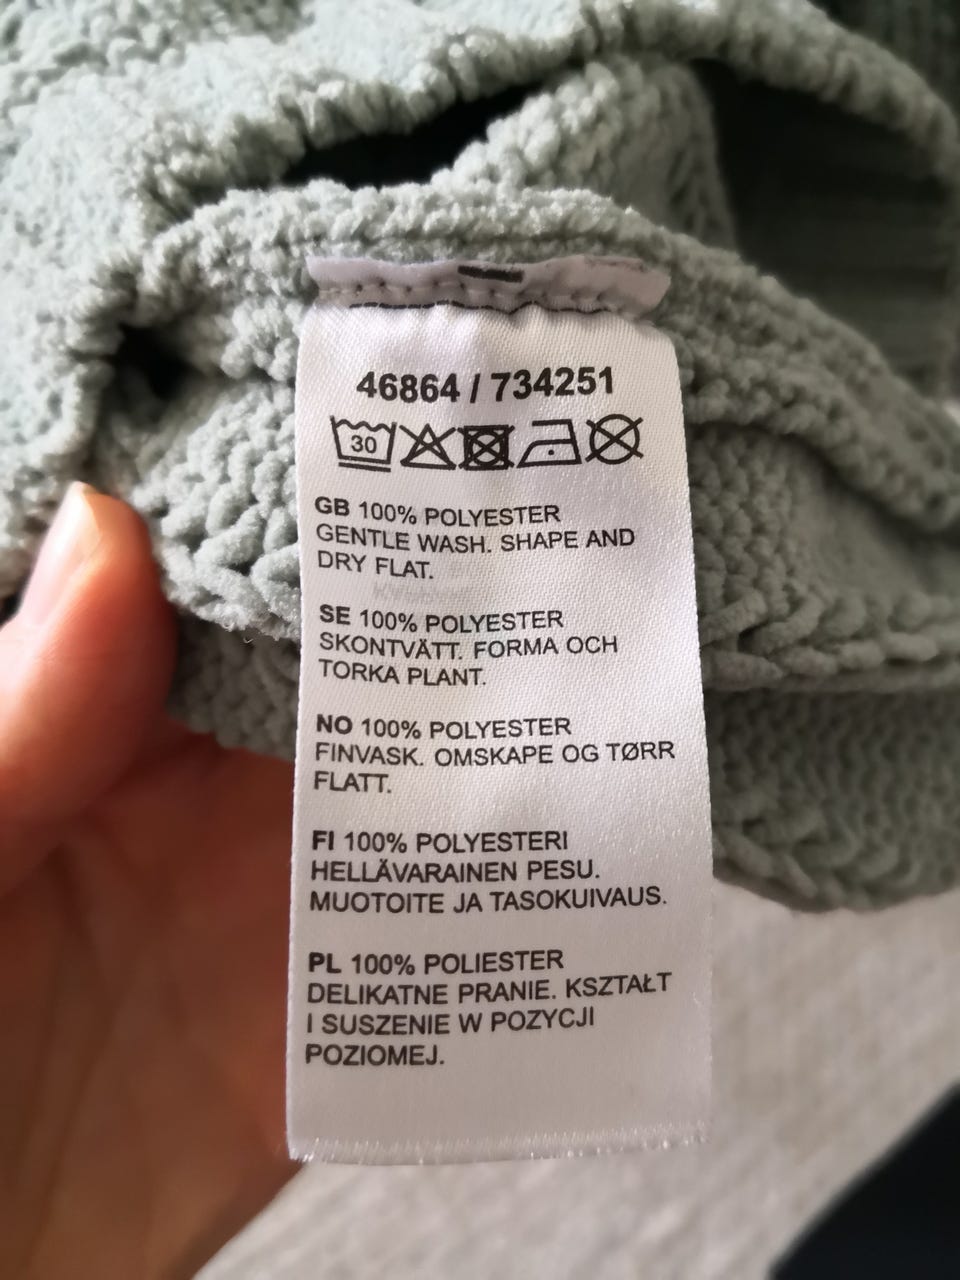 46864 / 734251
30
GB 100% POLYESTER
GENTLE WASH. SHAPE AND
DRY FLAT.
SE 100% POLYESTER
SKONTVÄTT. FORMA OCH
TORKA PLANT.
NO 100% POLYESTER
FINVASK. OMSKAPE OG TØRR
FLATT.
FI 100% POLYESTERI
HELLÄVARAINEN PESU.
MUOTOITE JA TASOKUIVAUS.
PL 100% POLIESTER
DELIKATNE PRANIE. KSZTAŁT
I SUSZENIE W POZYCJI
POZIOMEJ.